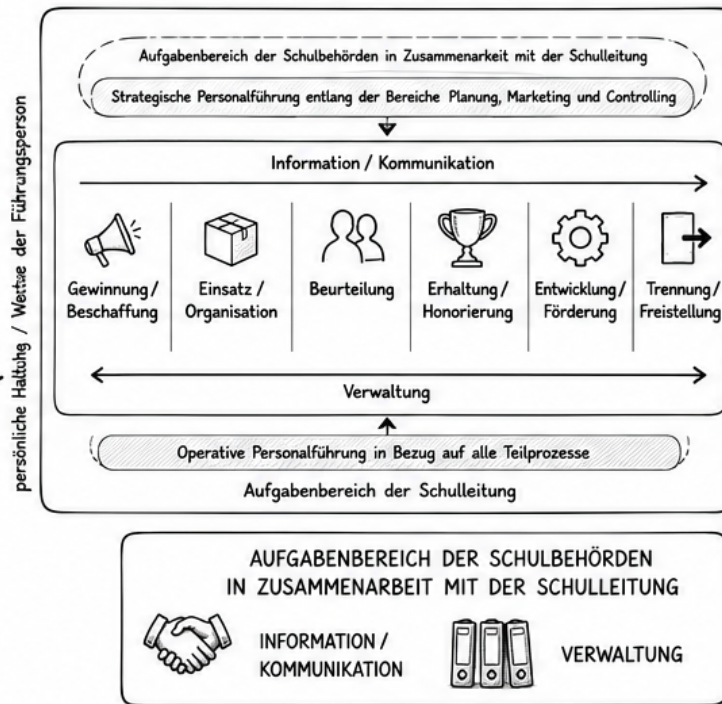 Aufgabenbereich der Schulbehörden in Zusammenarbeit mit der Schulleitung
Strategische Personalführung entlang der Bereiche Planung, Marketing und Controlling
persönliche Haltung / der Führungsperson
Information / Kommunikation
Gewinnung /
Beschaffung
Einsatz /
Organisation
Beurteilung
Erhaltung /
Honorierung
Entwicklung /
Förderung
Trennung /
Freistellung
Verwaltung
Operative Personalführung in Bezug auf alle Teilprozesse
Aufgabenbereich der Schulleitung
AUFGABENBEREICH DER SCHULBEHÖRDEN
IN ZUSAMMENARBEIT MIT DER SCHULLEITUNG
INFORMATION /
KOMMUNIKATION
VERWALTUNG